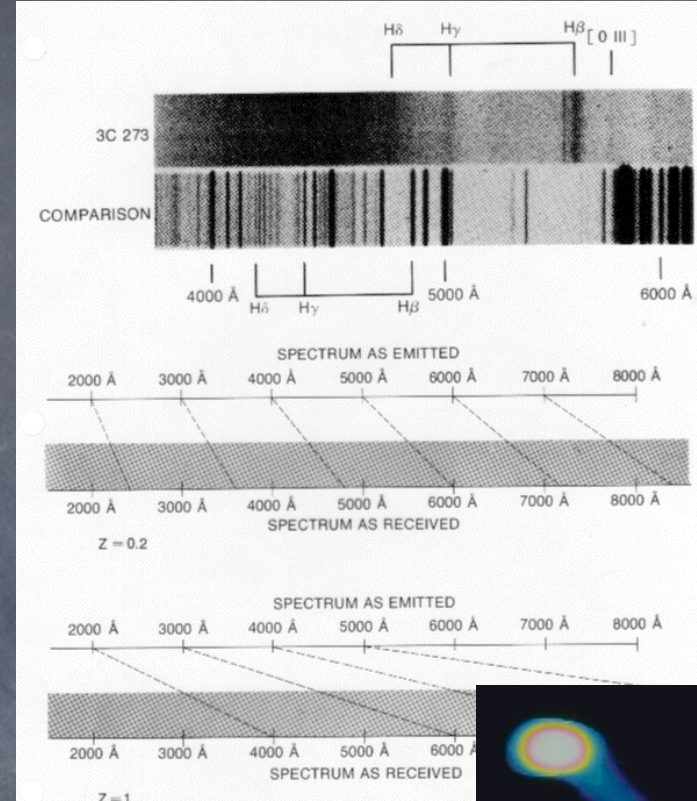 Hδ Hγ Hβ [O III]
3C 273
COMPARISON
4000 Å 5000 Å 6000 Å
Hδ Hγ Hβ
SPECTRUM AS EMITTED
2000 Å 3000 Å 4000 Å 5000 Å 6000 Å 7000 Å 8000 Å
2000 Å 3000 Å 4000 Å 5000 Å 6000 Å 7000 Å 8000 Å
SPECTRUM AS RECEIVED
Z = 0.2
SPECTRUM AS EMITTED
2000 Å 3000 Å 4000 Å 5000 Å 6000 Å 7000 Å 8000 Å
2000 Å 3000 Å 4000 Å 5000 Å 6000 Å
SPECTRUM AS RECEIVED
Z = 1